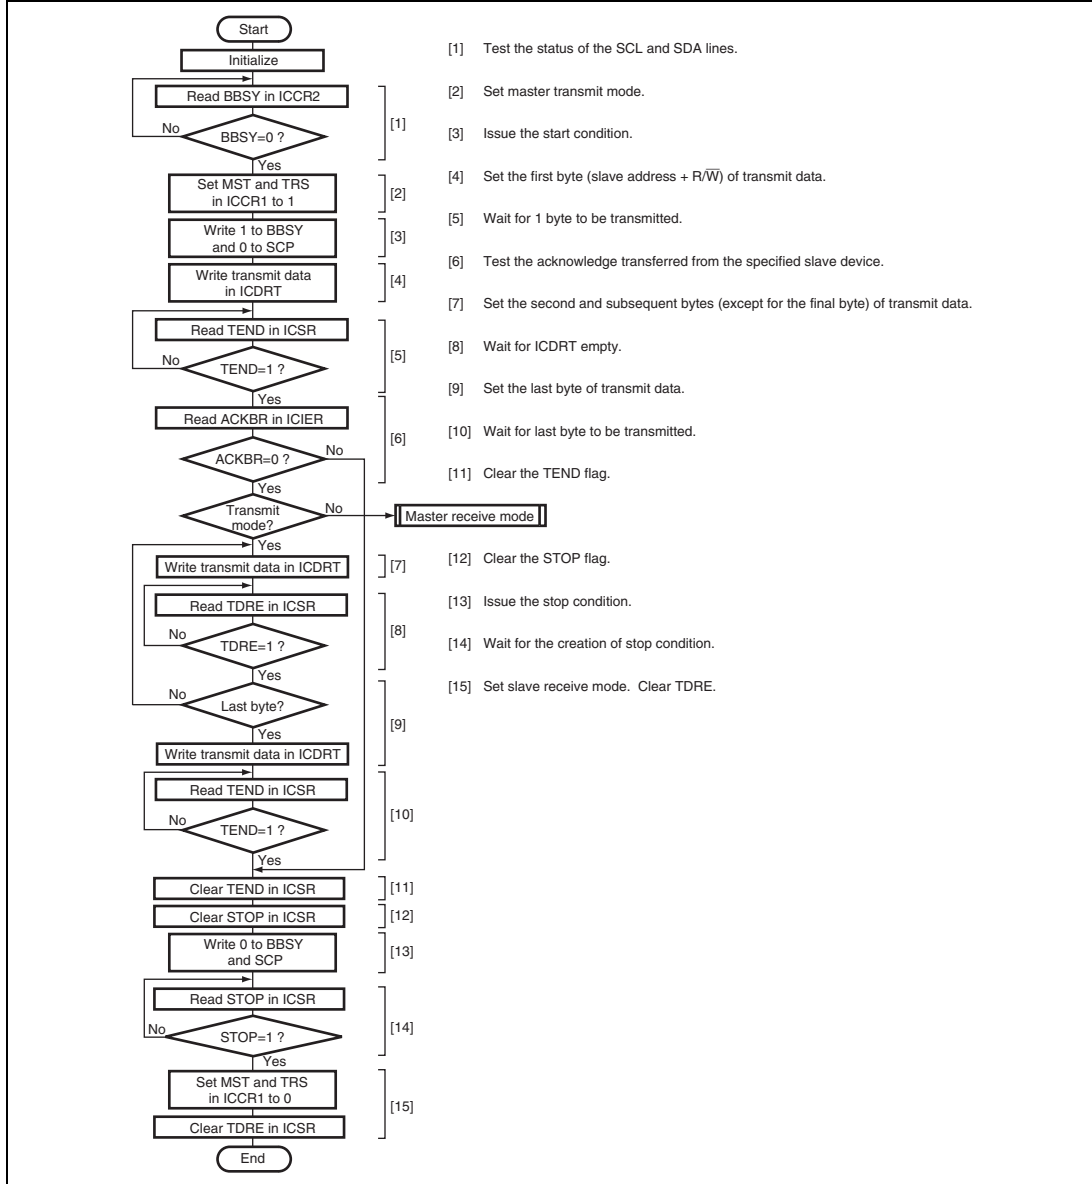 Start
Initialize
Read BBSY in ICCR2
No
BBSY=0 ?
[1]
Yes
Set MST and TRS
in ICCR1 to 1
[2]
Write 1 to BBSY
and 0 to SCP
[3]
Write transmit data
in ICDRT
[4]
Read TEND in ICSR
No
TEND=1 ?
[5]
Yes
Read ACKBR in ICIER
[6]
ACKBR=0 ?
No
Yes
Transmit
mode?
No
Master receive mode
Yes
Write transmit data in ICDRT
[7]
Read TDRE in ICSR
No
TDRE=1 ?
[8]
Yes
No
Last byte?
[9]
Yes
Write transmit data in ICDRT
Read TEND in ICSR
No
TEND=1 ?
[10]
Yes
Clear TEND in ICSR
[11]
Clear STOP in ICSR
[12]
Write 0 to BBSY
and SCP
[13]
Read STOP in ICSR
No
STOP=1 ?
[14]
Yes
Set MST and TRS
in ICCR1 to 0
[15]
Clear TDRE in ICSR
End
[1] Test the status of the SCL and SDA lines.
[2] Set master transmit mode.
[3] Issue the start condition.
[4] Set the first byte (slave address + R/W̅) of transmit data.
[5] Wait for 1 byte to be transmitted.
[6] Test the acknowledge transferred from the specified slave device.
[7] Set the second and subsequent bytes (except for the final byte) of transmit data.
[8] Wait for ICDRT empty.
[9] Set the last byte of transmit data.
[10] Wait for last byte to be transmitted.
[11] Clear the TEND flag.
[12] Clear the STOP flag.
[13] Issue the stop condition.
[14] Wait for the creation of stop condition.
[15] Set slave receive mode. Clear TDRE.